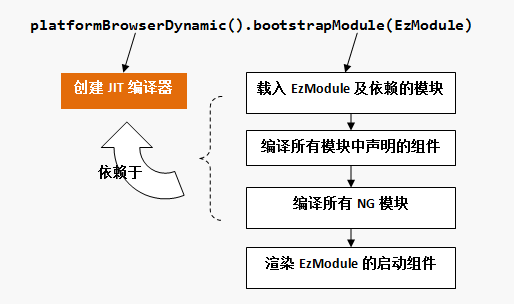 platformBrowserDynamic().bootstrapModule(EzModule)
创建 JIT 编译器
载入 EzModule 及依赖的模块
编译所有模块中声明的组件
依赖于
编译所有 NG 模块
渲染 EzModule 的启动组件